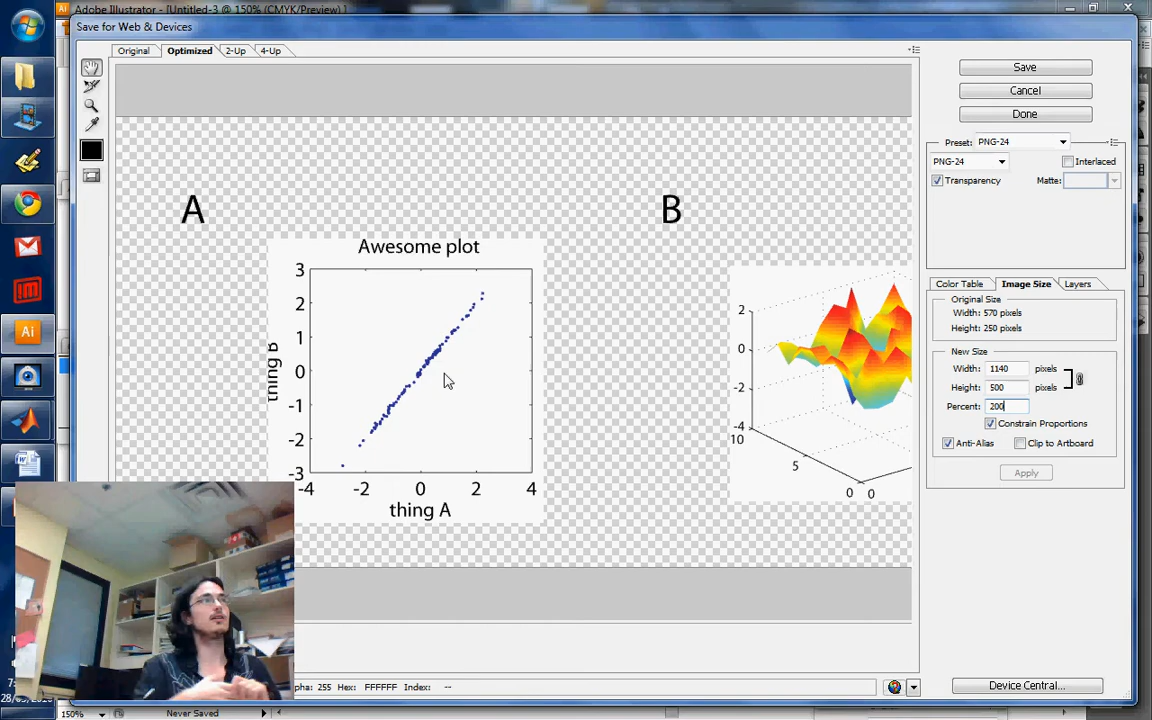 Adobe Illustrator - [Untitled-3 @ 150% (CMYK/Preview) ]
Save for Web & Devices
Original
Optimized
2-Up
4-Up
Save
Cancel
Done
Preset: PNG-24
PNG-24
Interlaced
Transparency
Matte:
Color Table
Image Size
Layers
Original Size
Width: 570 pixels
Height: 250 pixels
New Size
Width: 1140 pixels
Height: 500 pixels
Percent: 200
Constrain Proportions
Anti-Alias
Clip to Artboard
Apply
A
B
Awesome plot
3
2
1
0
-1
-2
-3
-4 -2 0 2 4
thing B
thing A
2
0
-2
-4
10
5
0 0
Ai
Alpha: 255 Hex: FFFFFF Index: --
Device Central...
150%
Never Saved